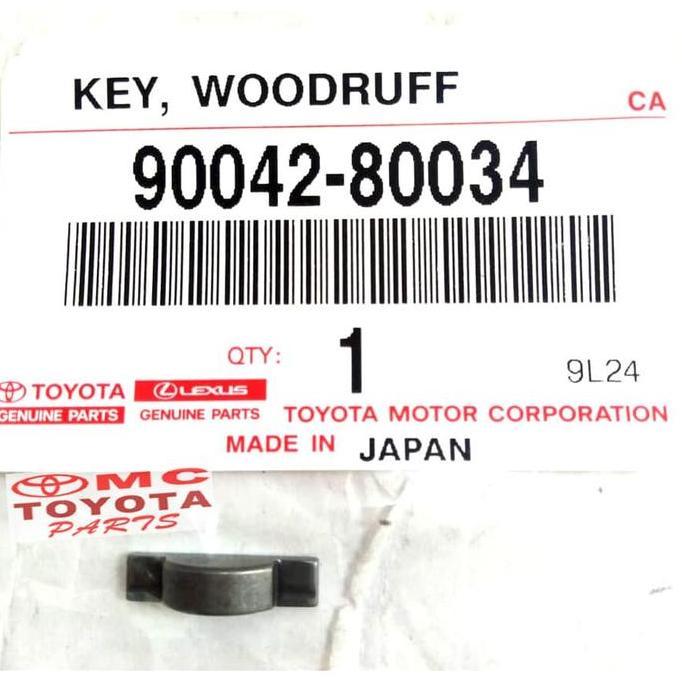 KEY, WOODRUFF
CA
90042-80034
QTY: 1
9L24
TOYOTA LEXUS
GENUINE PARTS GENUINE PARTS TOYOTA MOTOR CORPORATION
MADE IN JAPAN
MC
TOYOTA
PARTS